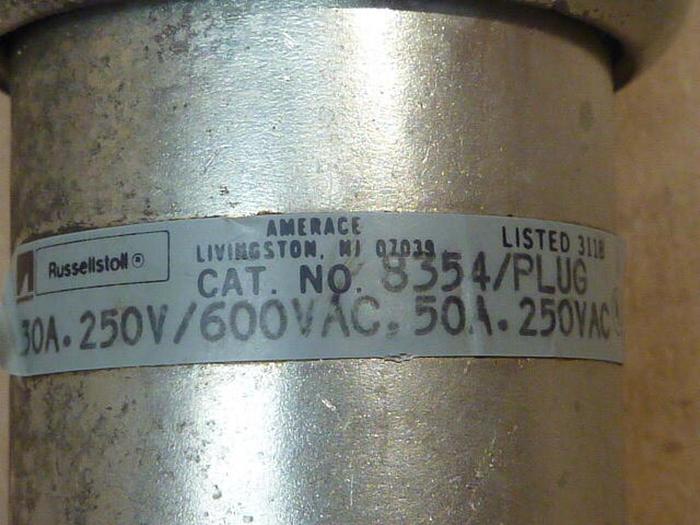 Russellstoll®
AMERACE
LIVINGSTON, NJ 07039
LISTED 311B
CAT. NO. 8354/PLUG
30A. 250V/600VAC. 50A. 250VAC